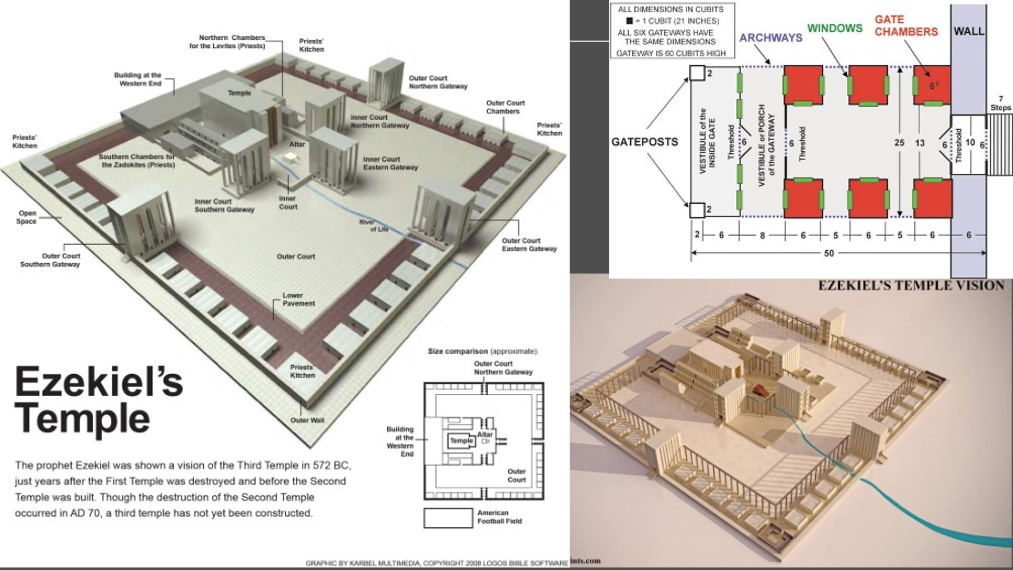 Northern Chambers
for the Levites (Priests)
Priests'
Kitchen
Building at the
Western End
Temple
Outer Court
Northern Gateway
Outer Court
Chambers
Inner Court
Northern Gateway
Priests'
Kitchen
Priests'
Kitchen
Altar
Southern Chambers for
the Zadokites (Priests)
Inner Court
Eastern Gateway
Inner
Court
Inner Court
Southern Gateway
Open
Space
River
of Life
Outer Court
Southern Gateway
Outer Court
Outer Court
Eastern Gateway
Lower
Pavement
Priests'
Kitchen
Outer Wall
Ezekiel's
Temple
The prophet Ezekiel was shown a vision of the Third Temple in 572 BC,
just years after the First Temple was destroyed and before the Second
Temple was built. Though the destruction of the Second Temple
occurred in AD 70, a third temple has not yet been constructed.
Size comparison (approximate):
Outer Court
Northern Gateway
Building
at the
Western
End
Temple
Altar
Outer
Court
American
Football Field
GRAPHIC BY KARBEL MULTIMEDIA, COPYRIGHT 2008 LOGOS BIBLE SOFTWARE
ALL DIMENSIONS IN CUBITS
= 1 CUBIT (21 INCHES)
ALL SIX GATEWAYS HAVE
THE SAME DIMENSIONS
GATEWAY IS 60 CUBITS HIGH
ARCHWAYS
WINDOWS
GATE
CHAMBERS
WALL
2
6²
7
Steps
GATEPOSTS
VESTIBULE of the
INSIDE GATE
Threshold
6
VESTIBULE or PORCH
of the GATEWAY
6
Threshold
25
13
6
Threshold
10
6
2
2
6
8
6
5
6
5
6
6
50
EZEKIEL'S TEMPLE VISION
ints.com